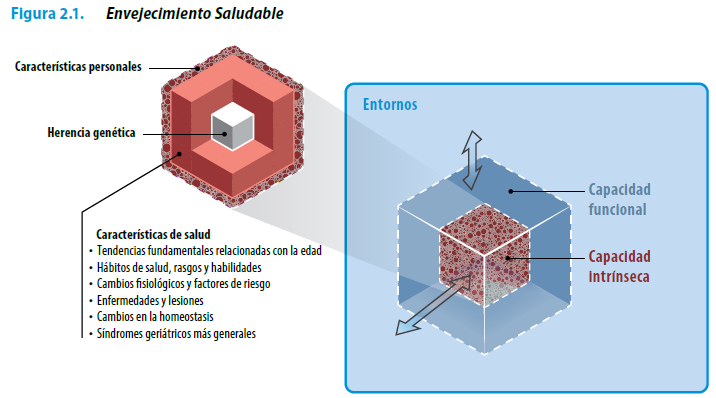 Figura 2.1. Envejecimiento Saludable
Características personales
Herencia genética
Características de salud
• Tendencias fundamentales relacionadas con la edad
• Hábitos de salud, rasgos y habilidades
• Cambios fisiológicos y factores de riesgo
• Enfermedades y lesiones
• Cambios en la homeostasis
• Síndromes geriátricos más generales
Entornos
Capacidad
funcional
Capacidad
intrínseca